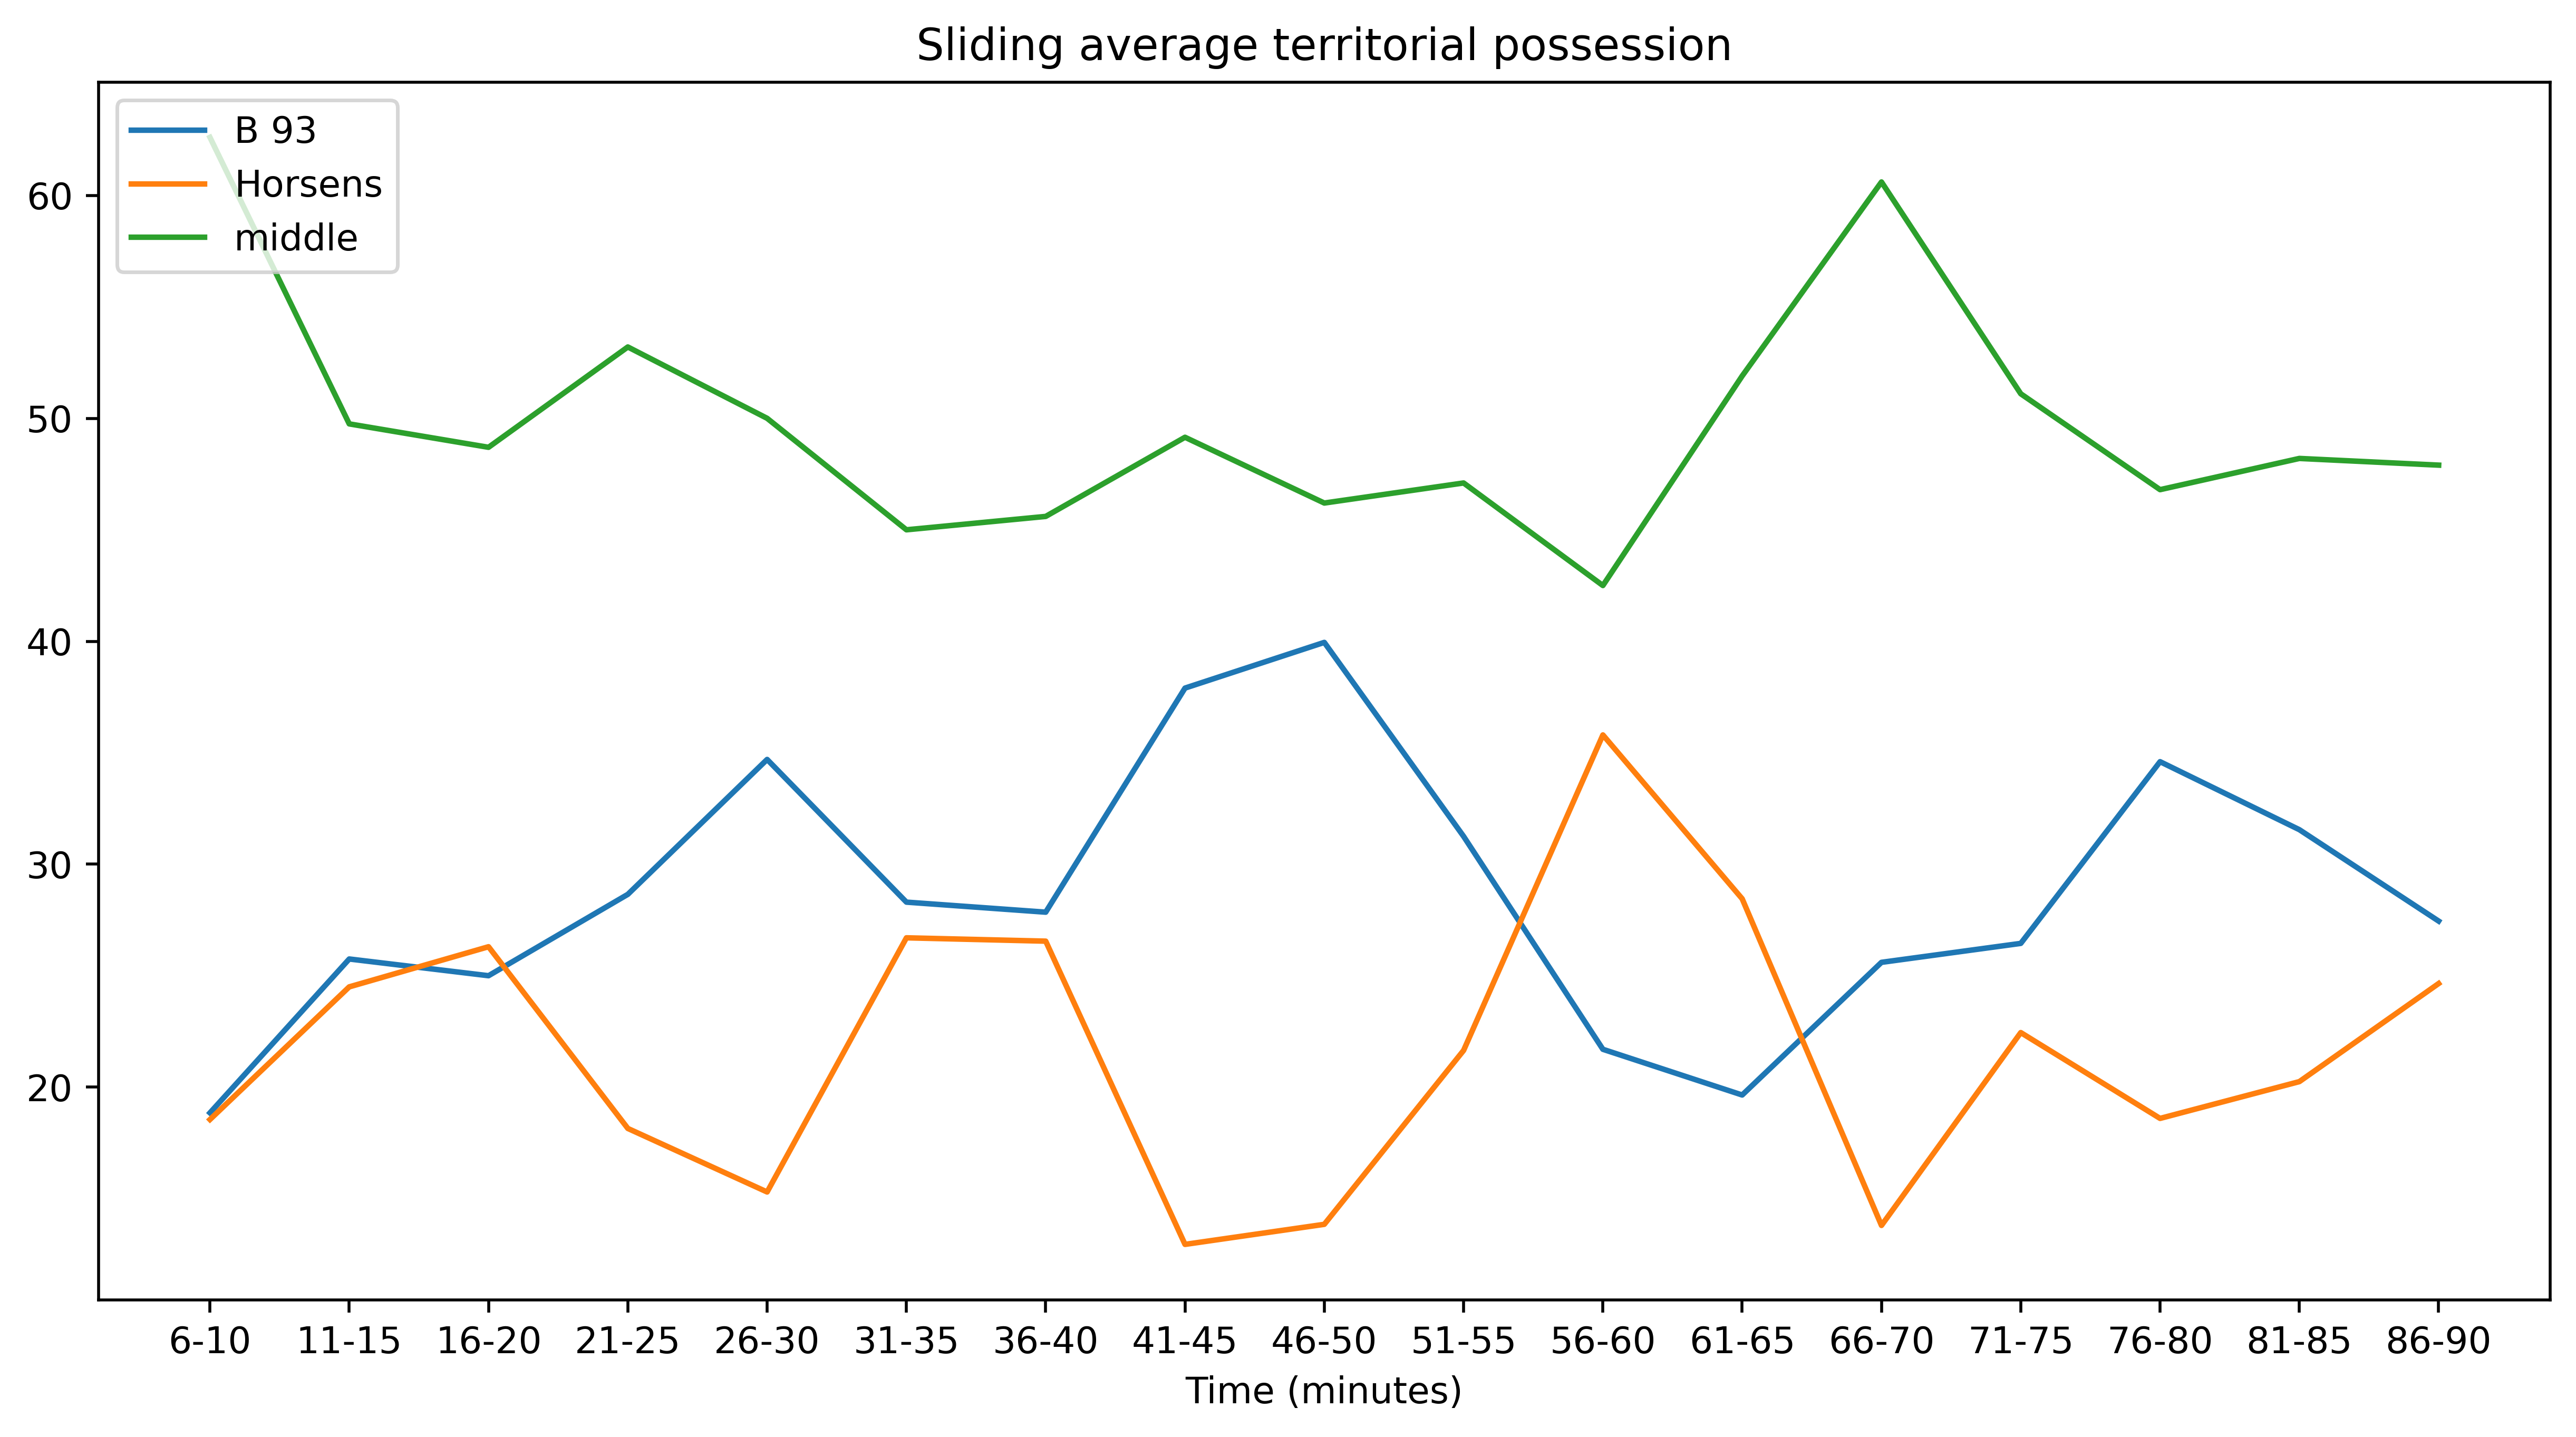 Sliding average territorial possession
B 93
Horsens
middle
60
50
40
30
20
6-10 11-15 16-20 21-25 26-30 31-35 36-40 41-45 46-50 51-55 56-60 61-65 66-70 71-75 76-80 81-85 86-90
Time (minutes)